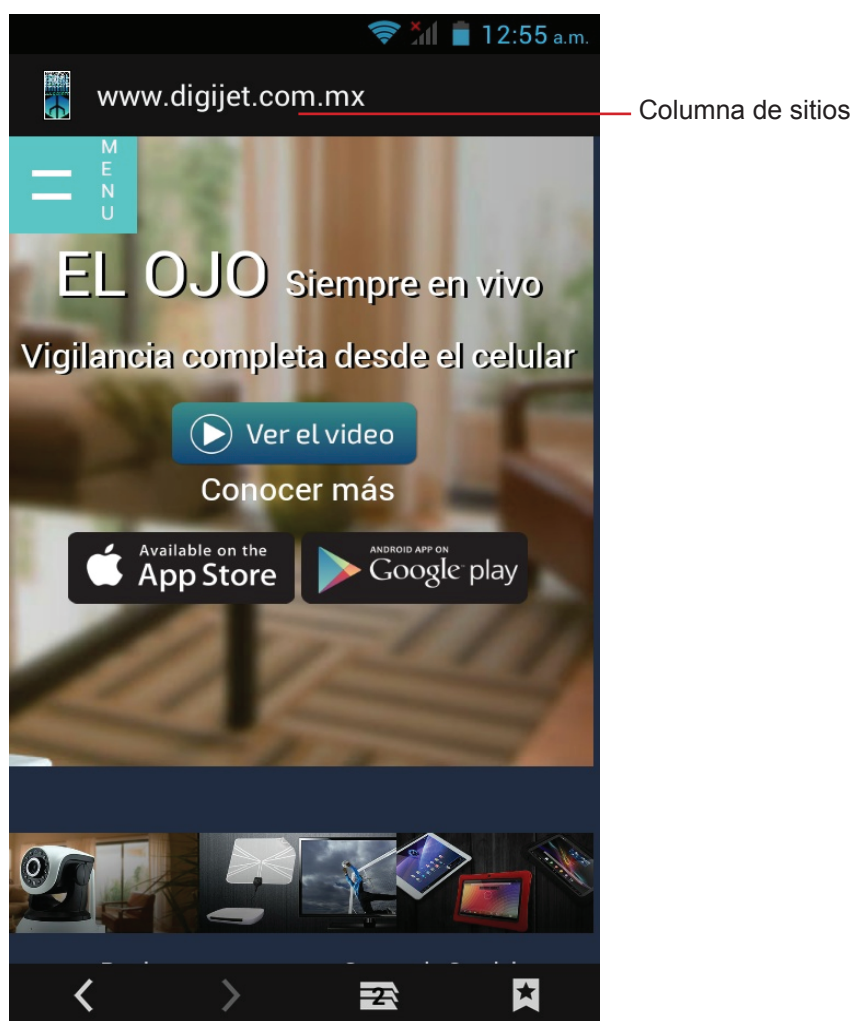 12:55 a.m.
www.digijet.com.mx
Columna de sitios
MENU
EL OJO Siempre en vivo
Vigilancia completa desde el celular
Ver el video
Conocer más
Available on the
App Store
ANDROID APP ON
Google play
2